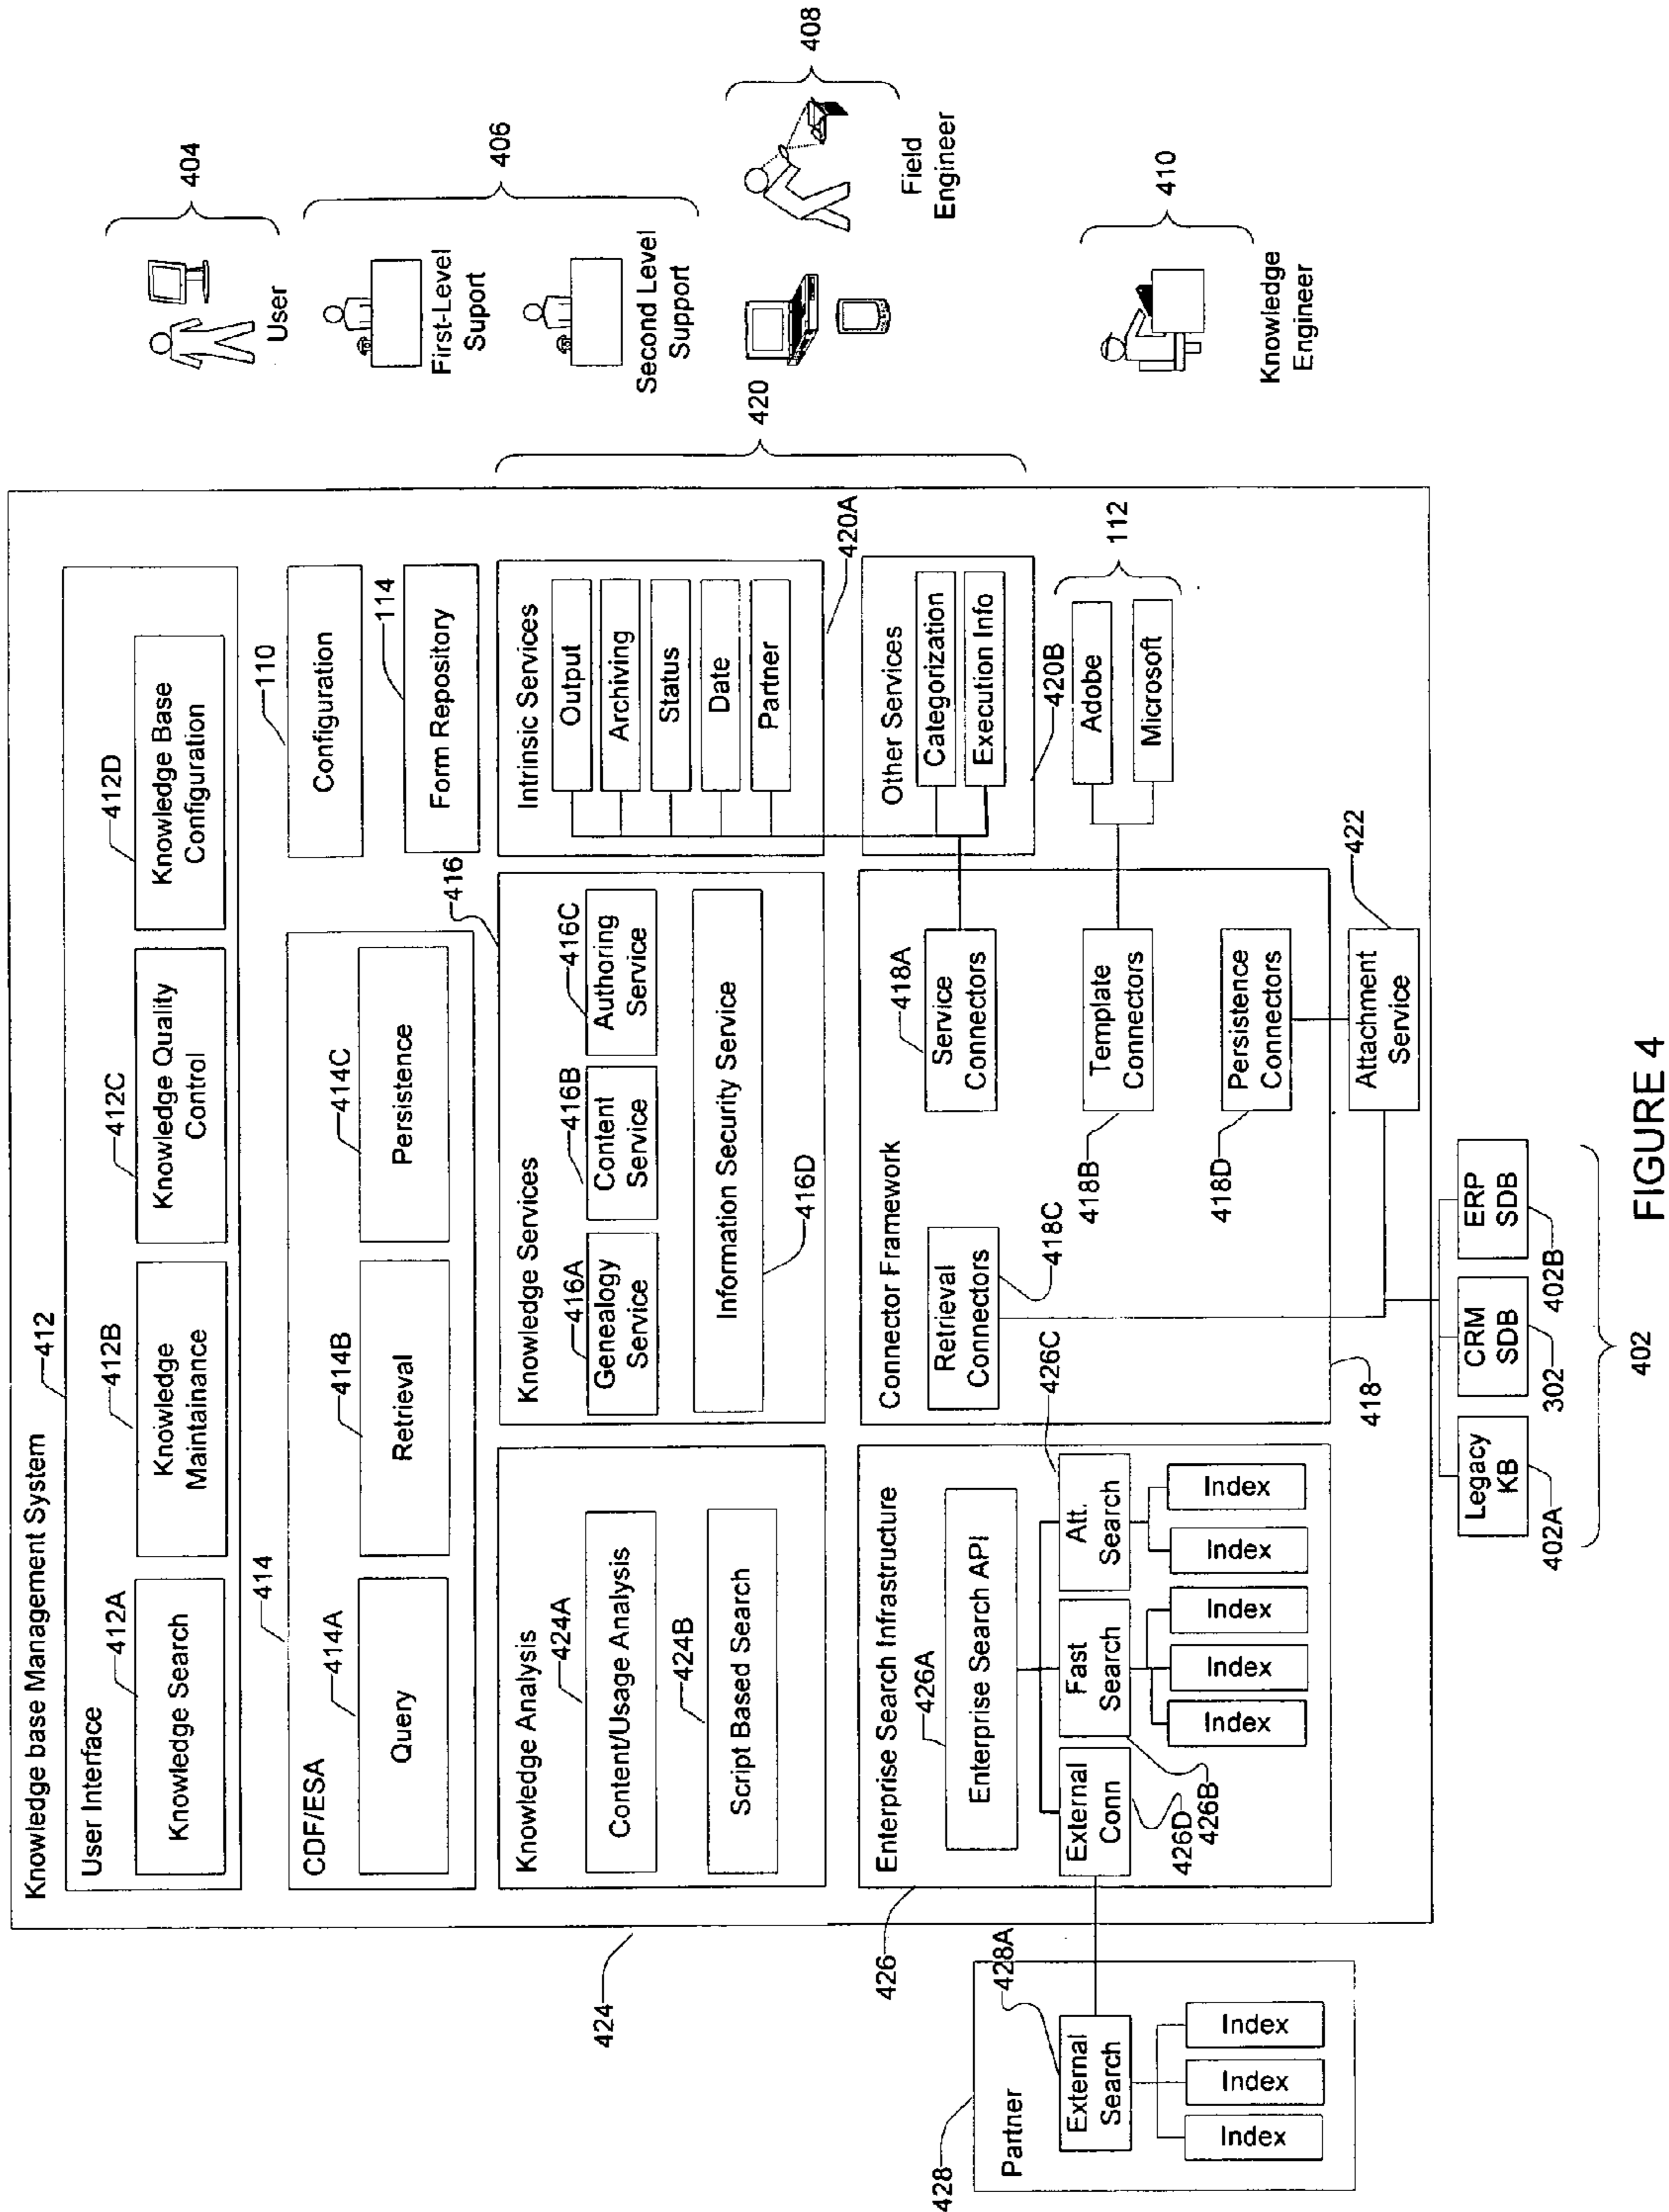 Knowledge base Management System
412
User Interface
412A
Knowledge Search
412B
Knowledge
Maintainance
412C
Knowledge Quality
Control
412D
Knowledge Base
Configuration
414
CDF/ESA
414A
Query
414B
Retrieval
414C
Persistence
110
Configuration
114
Form Repository
424
Knowledge Analysis
424A
Content/Usage Analysis
424B
Script Based Search
416
Knowledge Services
416A
Genealogy
Service
416B
Content
Service
416C
Authoring
Service
Information Security Service
416D
420
Intrinsic Services
Output
Archiving
Status
Date
Partner
420A
Other Services
Categorization
Execution Info
420B
Adobe
Microsoft
112
426
Enterprise Search Infrastructure
426A
Enterprise Search API
External
Conn
426D
Fast
Search
426B
Att.
Search
426C
Index
Index
Index
Index
Index
Connector Framework
418
Retrieval
Connectors
418C
418A
Service
Connectors
Template
Connectors
418B
Persistence
Connectors
418D
Attachment
Service
422
428
Partner
428A
External
Search
Index
Index
Index
Legacy
KB
402A
CRM
SDB
302
ERP
SDB
402B
402
User
404
First-Level
Suport
Second Level
Support
406
Field
Engineer
408
Knowledge
Engineer
410
FIGURE 4